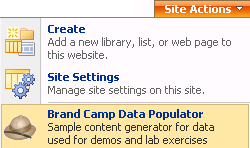 Site Actions
Create
Add a new library, list, or web page to
this website.
Site Settings
Manage site settings on this site.
Brand Camp Data Populator
Sample content generator for data
used for demos and lab exercises